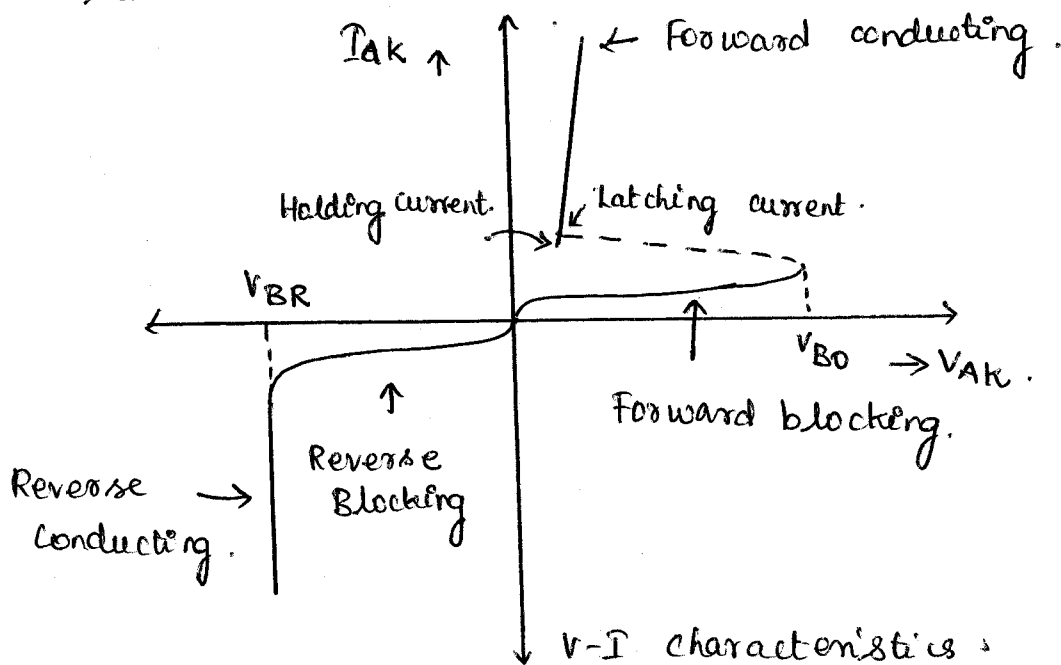 IaK ↑
← Forward conducting.
Holding current.
Latching current.
VBR
VBO → VAK.
Forward blocking.
Reverse
Blocking
Reverse →
Conducting.
V-I characteristics.